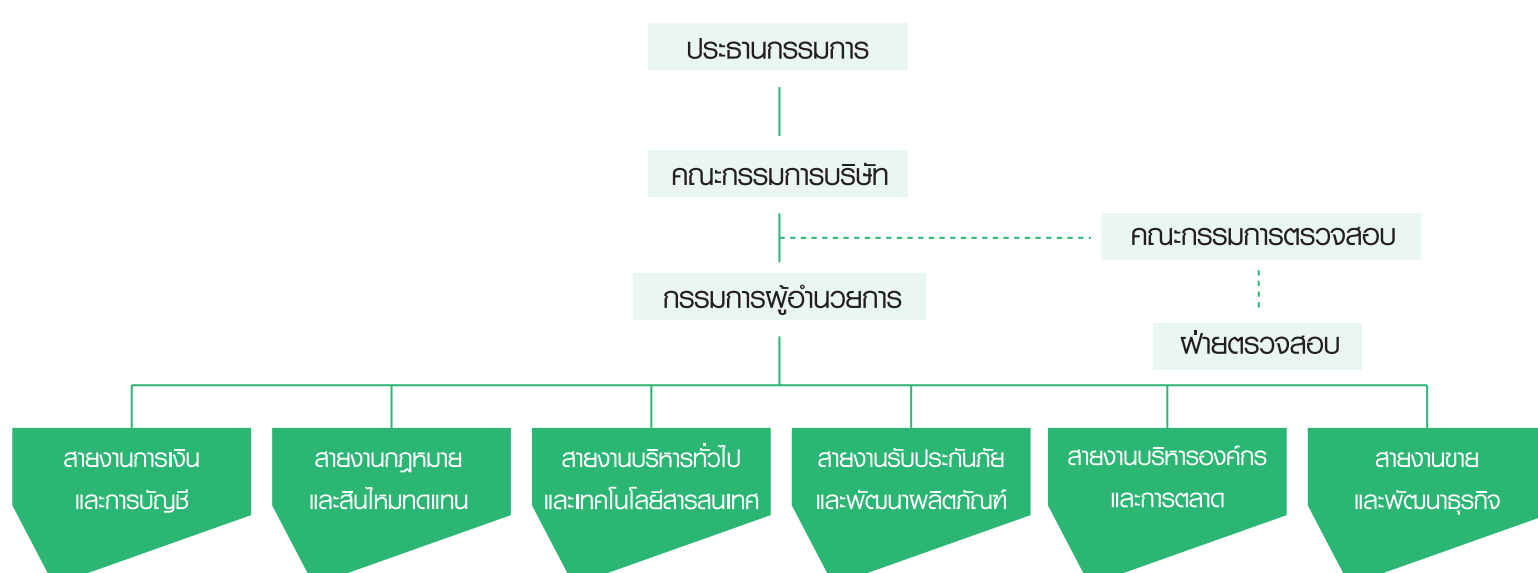 ประธานกรรมการ
คณะกรรมการบริษัท
คณะกรรมการตรวจสอบ
กรรมการผู้อำนวยการ
ฝ่ายตรวจสอบ
สายงานการเงิน
และการบัญชี
สายงานกฎหมาย
และสินไหมทดแทน
สายงานบริหารทั่วไป
และเทคโนโลยีสารสนเทศ
สายงานรับประกันภัย
และพัฒนาผลิตภัณฑ์
สายงานบริหารองค์กร
และการตลาด
สายงานขาย
และพัฒนาธุรกิจ